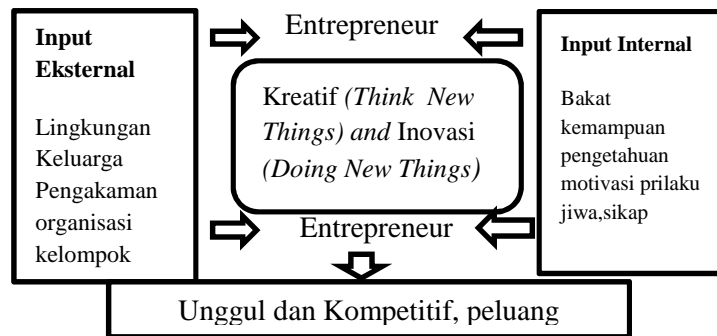 Input
Eksternal
Lingkungan
Keluarga
Pengakaman
organisasi
kelompok
Entrepreneur
Kreatif (Think New
Things) and Inovasi
(Doing New Things)
Entrepreneur
Input Internal
Bakat
kemampuan
pengetahuan
motivasi prilaku
jiwa,sikap
Unggul dan Kompetitif, peluang